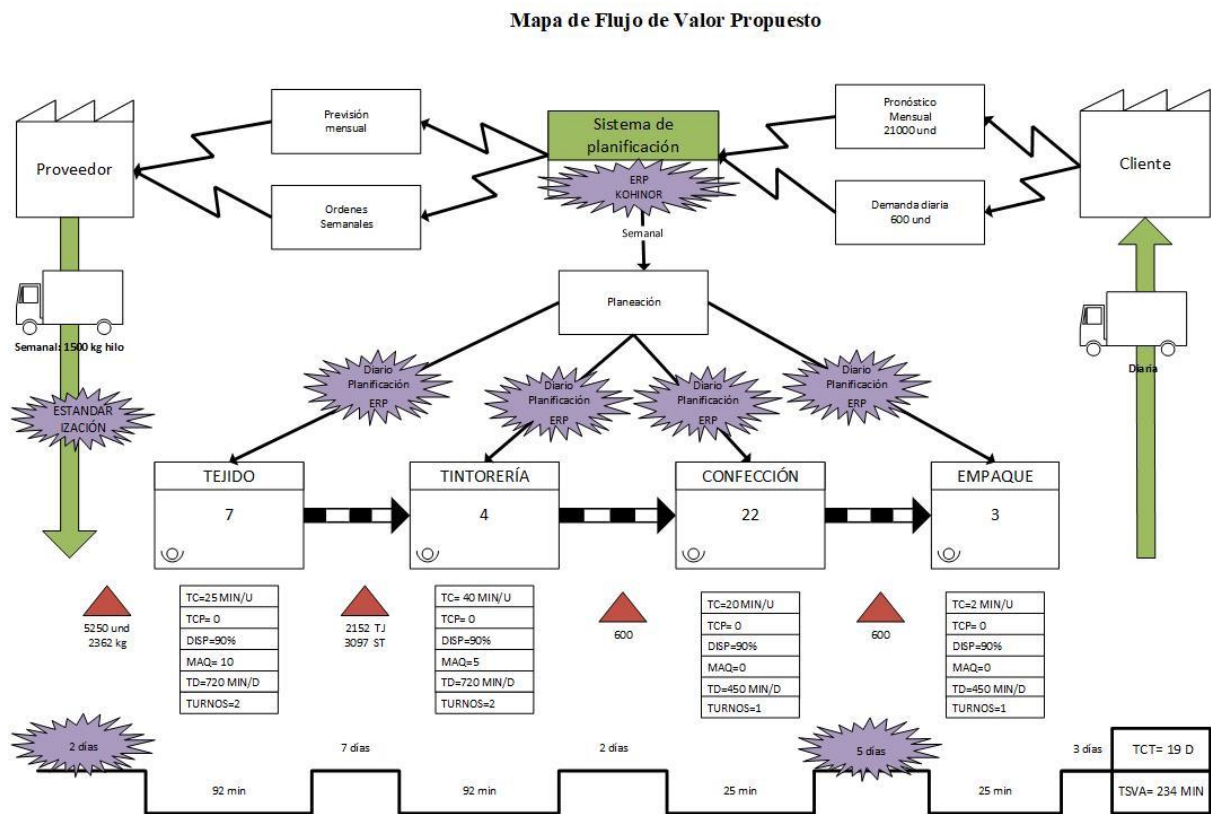 Mapa de Flujo de Valor Propuesto
Proveedor
Previsión
mensual
Ordenes
Semanales
Sistema de
planificación
ERP
KOHINOR
Semanal
Pronóstico
Mensual
21000 und
Demanda diaria
600 und
Cliente
Planeación
Semanal: 1500 kg hilo
Diaria
ESTANDAR
IZACIÓN
Diario
Planificación
ERP
Diario
Planificación
ERP
Diario
Planificación
ERP
Diario
Planificación
ERP
TEJIDO
7
TINTORERÍA
4
CONFECCIÓN
22
EMPAQUE
3
5250 und
2362 kg
TC=25 MIN/U
TCP= 0
DISP=90%
MAQ= 10
TD=720 MIN/D
TURNOS=2
2152 TJ
3097 ST
TC= 40 MIN/U
TCP= 0
DISP=90%
MAQ=5
TD=720 MIN/D
TURNOS=2
600
TC=20 MIN/U
TCP= 0
DISP=90%
MAQ=0
TD=450 MIN/D
TURNOS=1
600
TC=2 MIN/U
TCP= 0
DISP=90%
MAQ=0
TD=450 MIN/D
TURNOS=1
2 días
7 días
2 días
5 días
3 días
TCT= 19 D
92 min
92 min
25 min
25 min
TSVA= 234 MIN